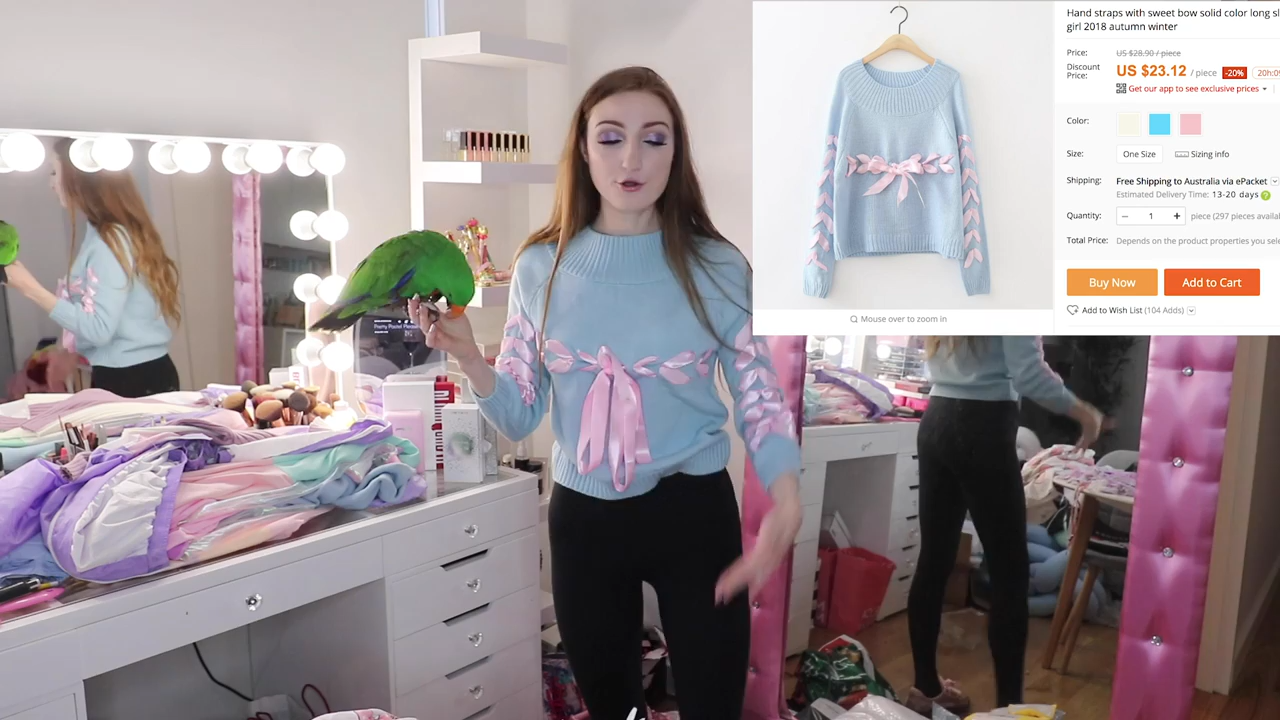 Hand straps with sweet bow solid color long
girl 2018 autumn winter
Price: US $28.90 / piece
Discount Price: US $23.12 / piece -20%
Get our app to see exclusive prices
Color:
Size: One Size Sizing info
Shipping: Free Shipping to Australia via ePacket
Estimated Delivery Time: 13-20 days ?
Quantity: − 1 + piece (297 pieces
Total Price: Depends on the product properties you
Buy Now Add to Cart
Add to Wish List (104 Adds)
Mouse over to zoom in
Pretty Pastel Please